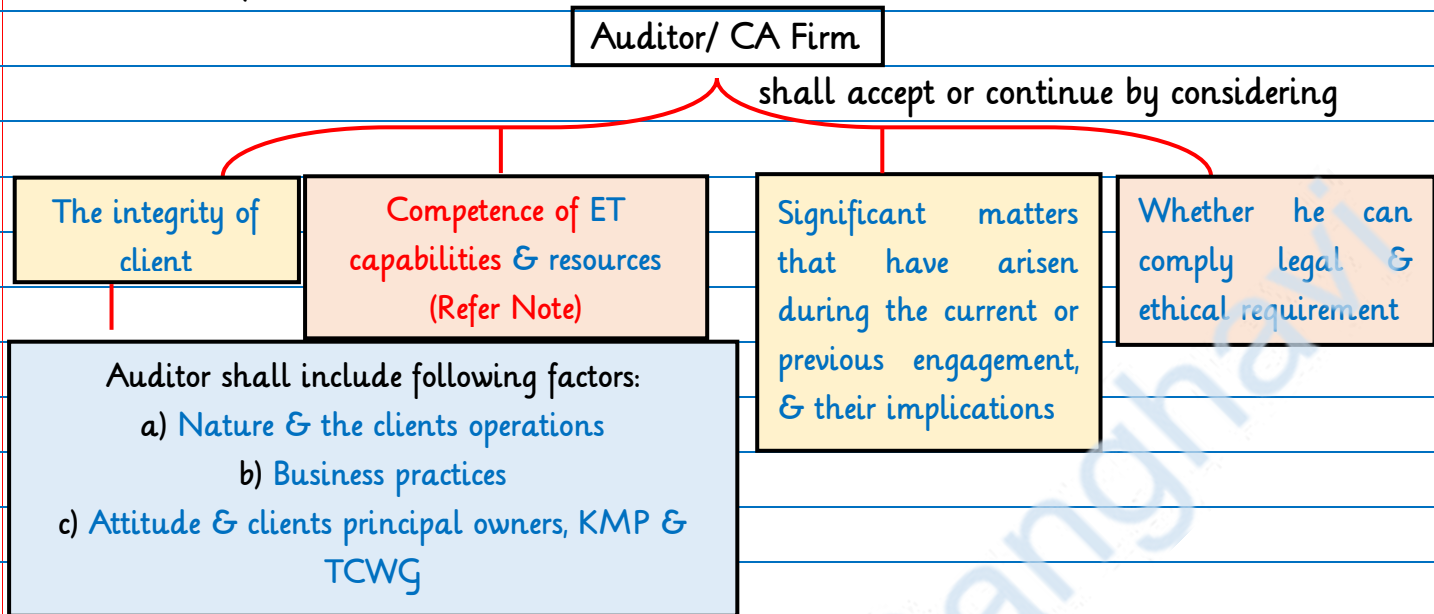 Auditor/ CA Firm
shall accept or continue by considering
The integrity of
client
Competence of ET
capabilities & resources
(Refer Note)
Significant matters
that have arisen
during the current or
previous engagement,
& their implications
Whether he can
comply legal &
ethical requirement
Auditor shall include following factors:
a) Nature & the clients operations
b) Business practices
c) Attitude & clients principal owners, KMP &
TCWG